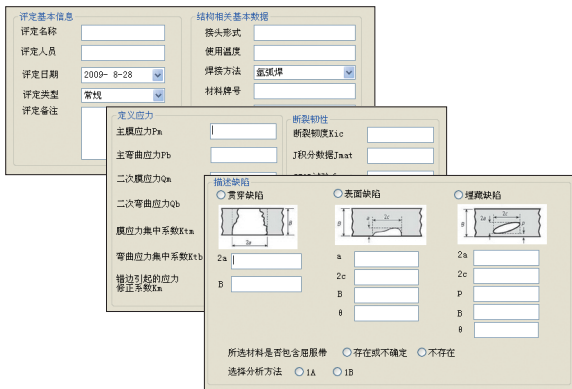 评定基本信息
评定名称
评定人员
评定日期 2009- 8-28
评定类型 常规
评定备注
结构相关基本数据
接头形式
使用温度
焊接方法 氩弧焊
材料牌号
定义应力
主膜应力Pm
主弯曲应力Pb
二次膜应力Qm
二次弯曲应力Qb
膜应力集中系数Ktm
弯曲应力集中系数Ktb
错边引起的应力
修正系数Km
断裂韧性
断裂韧度Kic
J积分数据Jmat
描述缺陷
贯穿缺陷
2a
B
表面缺陷
a
2c
B
θ
埋藏缺陷
2a
2c
P
B
θ
所选材料是否包含屈服带 存在或不确定 不存在
选择分析方法 1A 1B